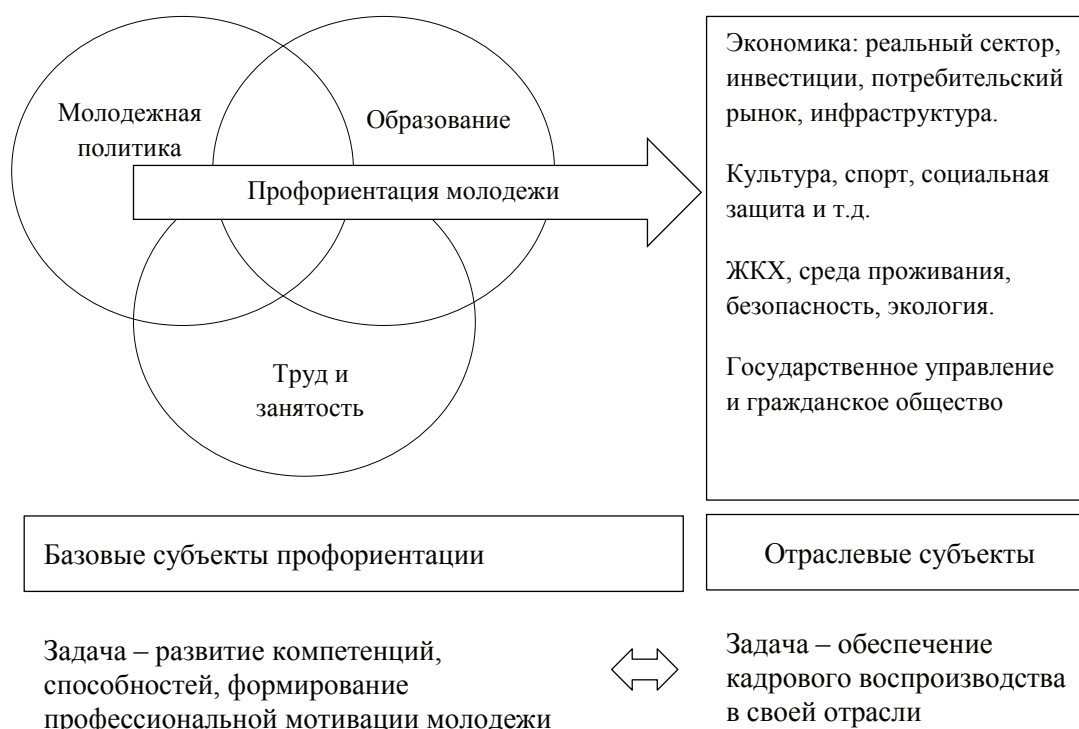 Молодежная
политика
Образование
Профориентация молодежи
Труд и
занятость
Экономика: реальный сектор,
инвестиции, потребительский
рынок, инфраструктура.
Культура, спорт, социальная
защита и т.д.
ЖКХ, среда проживания,
безопасность, экология.
Государственное управление
и гражданское общество
Базовые субъекты профориентации
Отраслевые субъекты
Задача – развитие компетенций,
способностей, формирование
профессиональной мотивации молодежи
Задача – обеспечение
кадрового воспроизводства
в своей отрасли